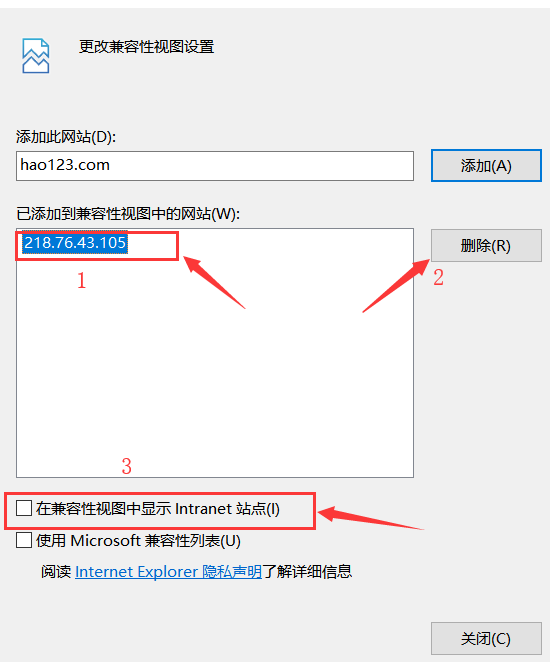 更改兼容性视图设置
添加此网站(D):
hao123.com
添加(A)
已添加到兼容性视图中的网站(W):
218.76.43.105
删除(R)
1
2
3
在兼容性视图中显示 Intranet 站点(I)
使用 Microsoft 兼容性列表(U)
阅读 Internet Explorer 隐私声明了解详细信息
关闭(C)